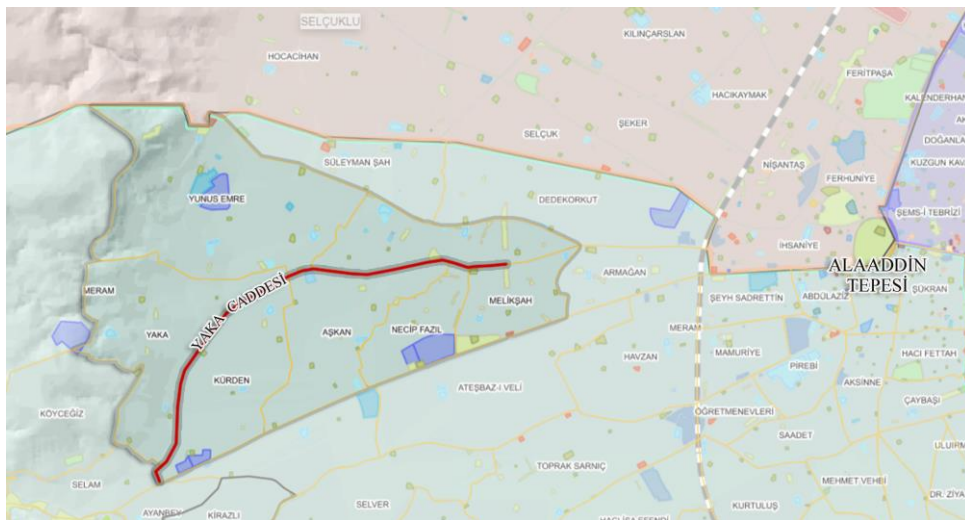 SELÇUKLU
KILINÇARSLAN
HOCACİHAN
FERİTPAŞA
HACIKAYMAK
KALENDERHAN
ŞEKER
SELÇUK
DOĞANLA
SÜLEYMAN ŞAH
NİŞANTAŞ
KUZGUN KAV
FERHUNİYE
YUNUS EMRE
DEDEKORKUT
ŞEMS-İ TEBRİZİ
İHSANİYE
ALAADDİN
TEPESİ
ARMAĞAN
MERAM
YAKA CADDESİ
MELİKŞAH
ŞEYH SADRETTİN
ABDÜLAZİZ
ŞÜKRAN
YAKA
AŞKAN
NECİP FAZIL
MERAM
HAVZAN
MAMURİYE
HACI FETTAH
PİREBİ
KÜRDEN
ATEŞBAZ-I VELİ
AKSİNNE
ÇAYBAŞI
KÖYCEĞİZ
ÖĞRETMENEVLERİ
SAADET
ULUIRM
TOPRAK SARNIÇ
SELAM
MEHMET VEHBİ
DR. ZİYA
SELVER
KURTULUŞ
AYANBEY
KİRAZLI